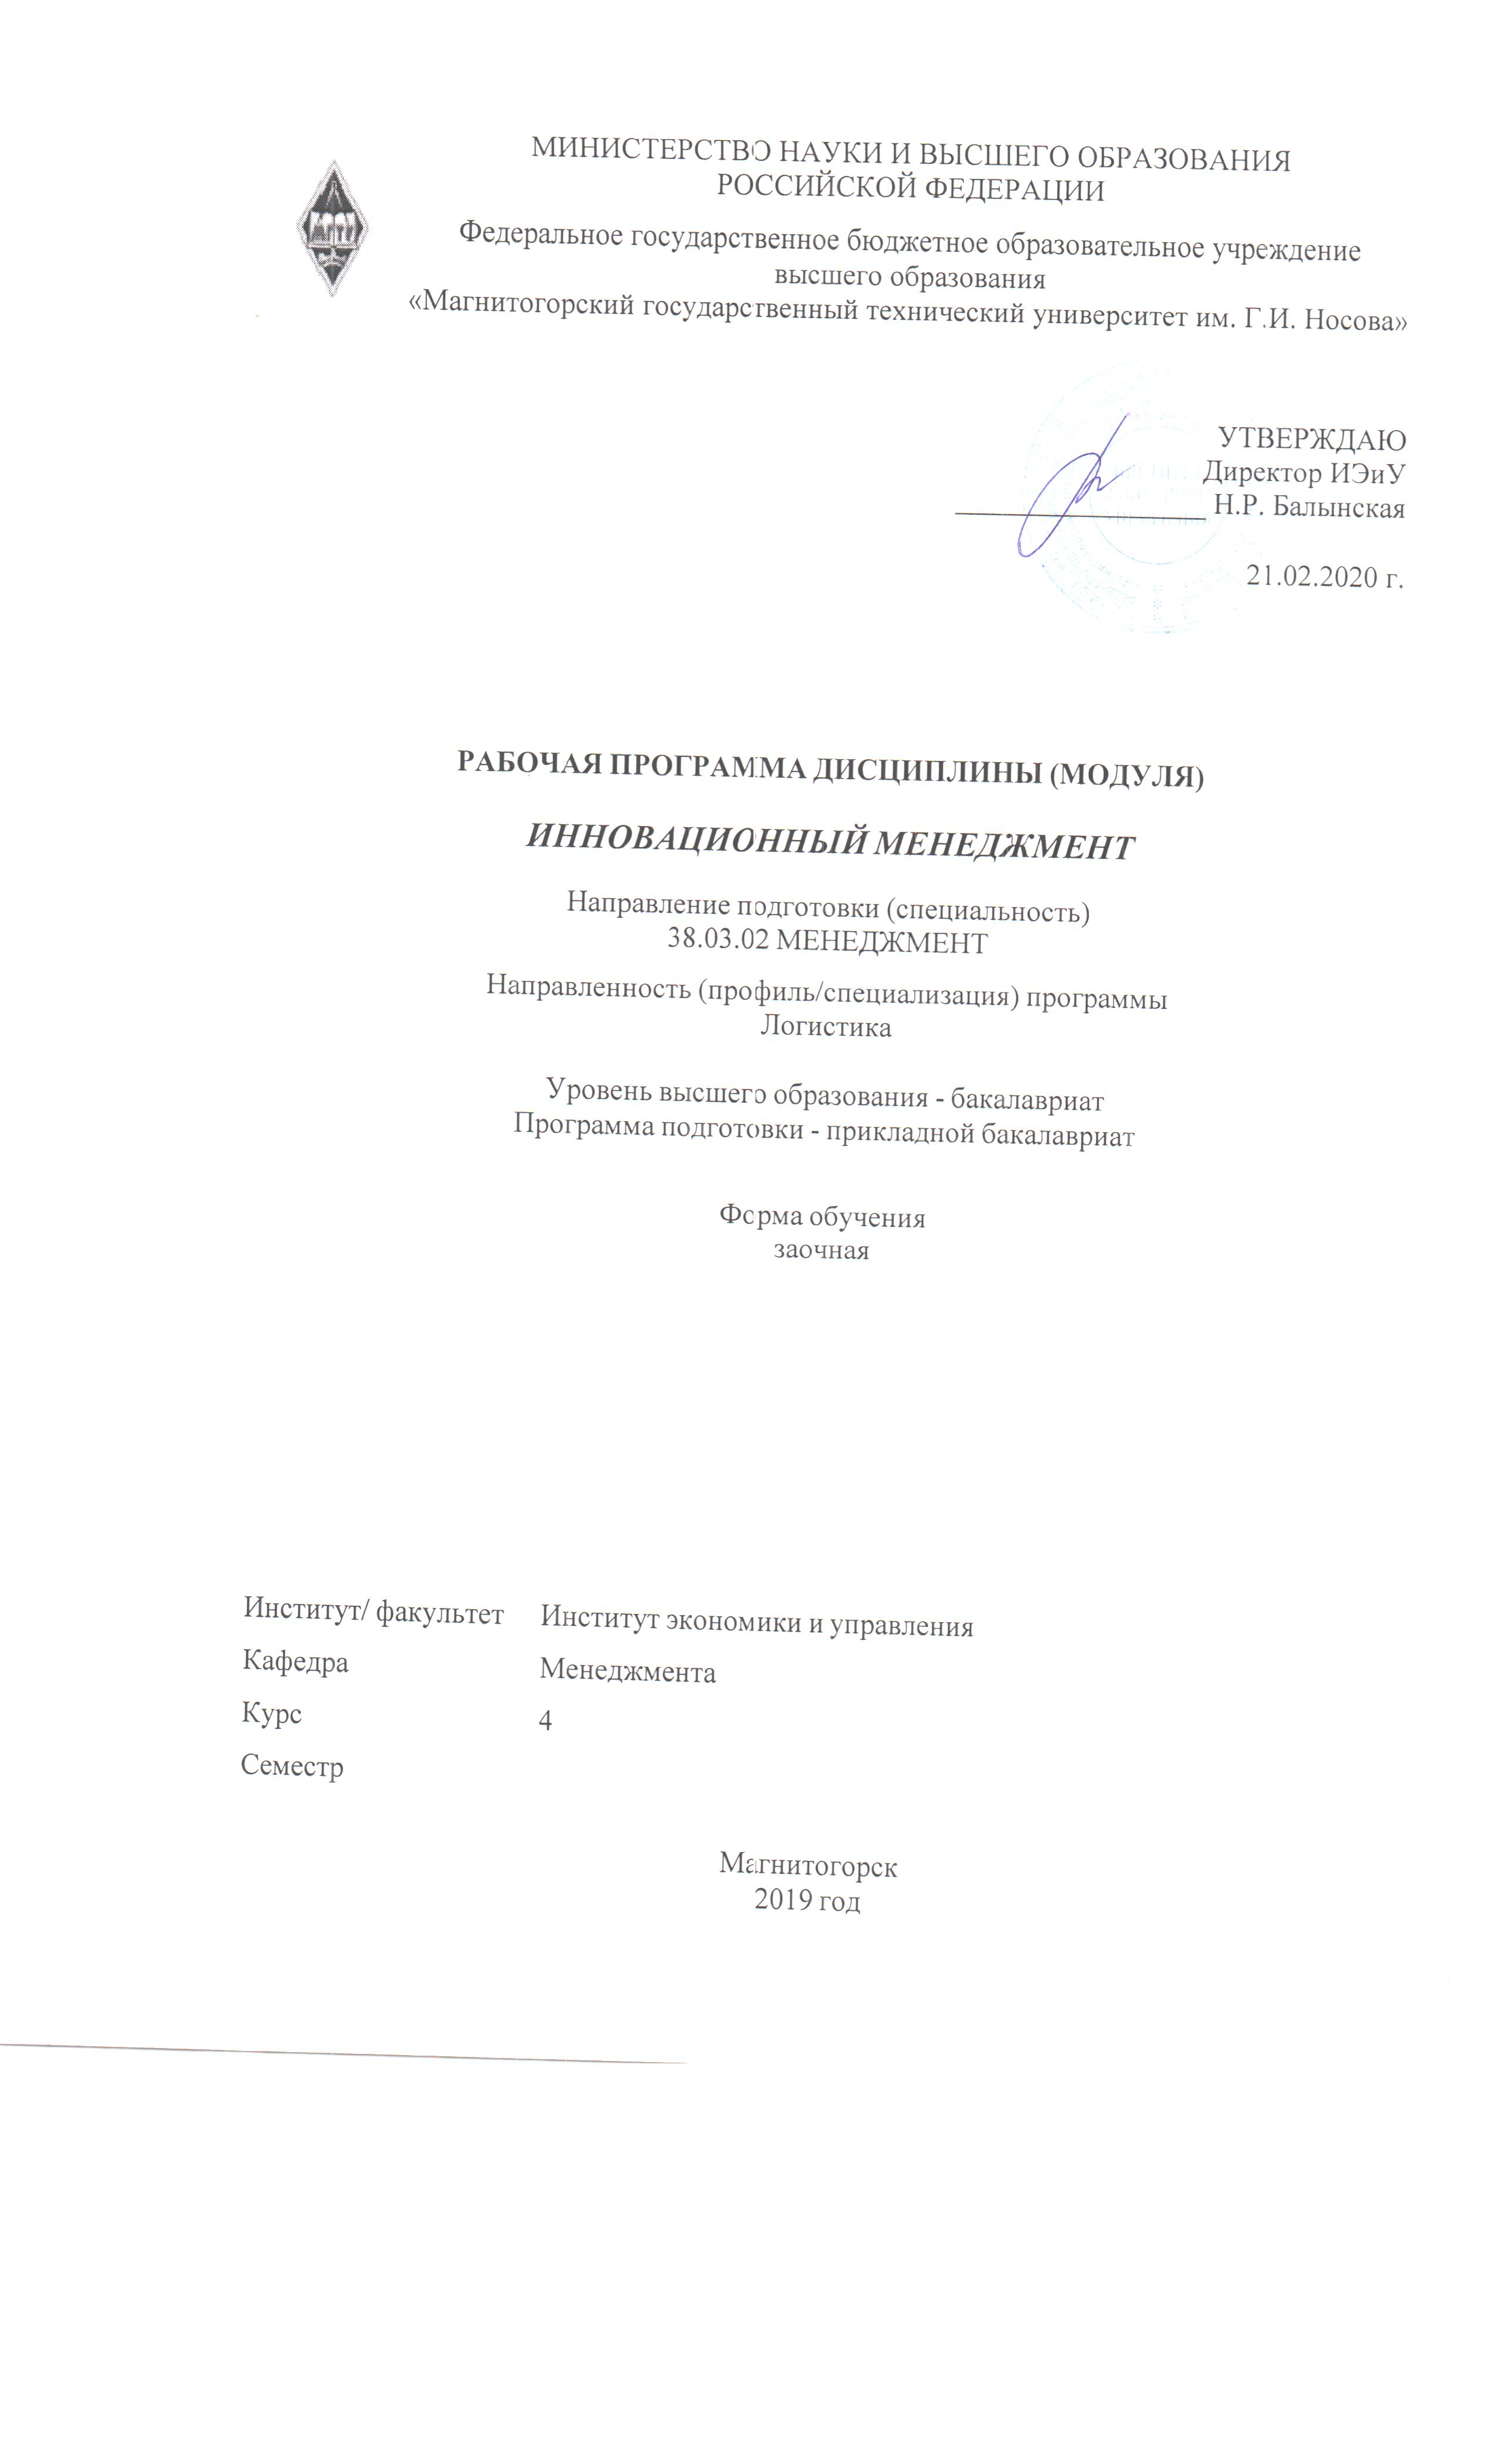 МИНИСТЕРСТВО НАУКИ И ВЫСШЕГО ОБРАЗОВАНИЯ
РОССИЙСКОЙ ФЕДЕРАЦИИ
Федеральное государственное бюджетное образовательное учреждение
высшего образования
«Магнитогорский государственный технический университет им. Г.И. Носова»
УТВЕРЖДАЮ
Директор ИЭиУ
Н.Р. Балынская
21.02.2020 г.
РАБОЧАЯ ПРОГРАММА ДИСЦИПЛИНЫ (МОДУЛЯ)
ИННОВАЦИОННЫЙ МЕНЕДЖМЕНТ
Направление подготовки (специальность)
38.03.02 МЕНЕДЖМЕНТ
Направленность (профиль/специализация) программы
Логистика
Уровень высшего образования - бакалавриат
Программа подготовки - прикладной бакалавриат
Форма обучения
заочная
Институт/ факультет Институт экономики и управления
Кафедра Менеджмента
Курс 4
Семестр
Магнитогорск
2019 год